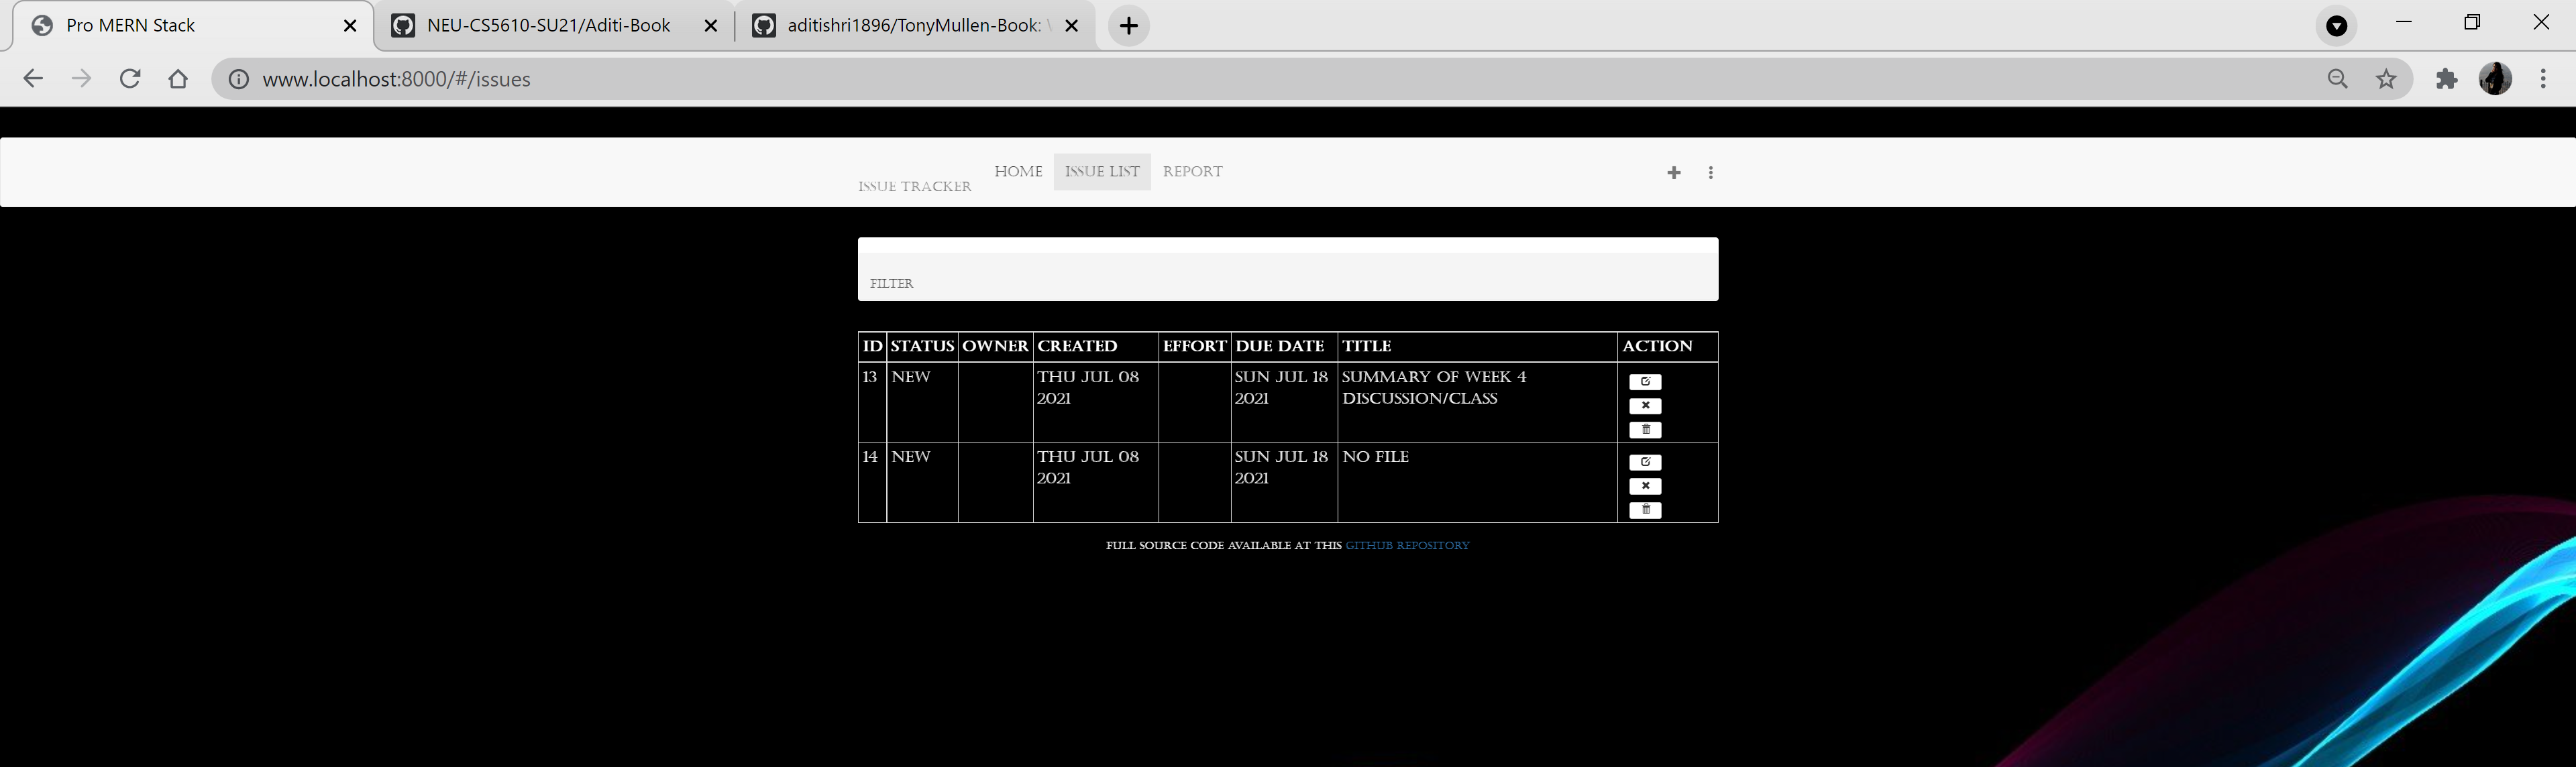 Pro MERN Stack
NEU-CS5610-SU21/Aditi-Book
aditishri1896/TonyMullen-Book:
www.localhost:8000/#/issues
ISSUE TRACKER HOME ISSUE LIST REPORT
FILTER
ID STATUS OWNER CREATED EFFORT DUE DATE TITLE ACTION
13 NEW THU JUL 08 SUN JUL 18 SUMMARY OF WEEK 4
2021 2021 DISCUSSION/CLASS
14 NEW THU JUL 08 SUN JUL 18 NO FILE
2021 2021
FULL SOURCE CODE AVAILABLE AT THIS GITHUB REPOSITORY